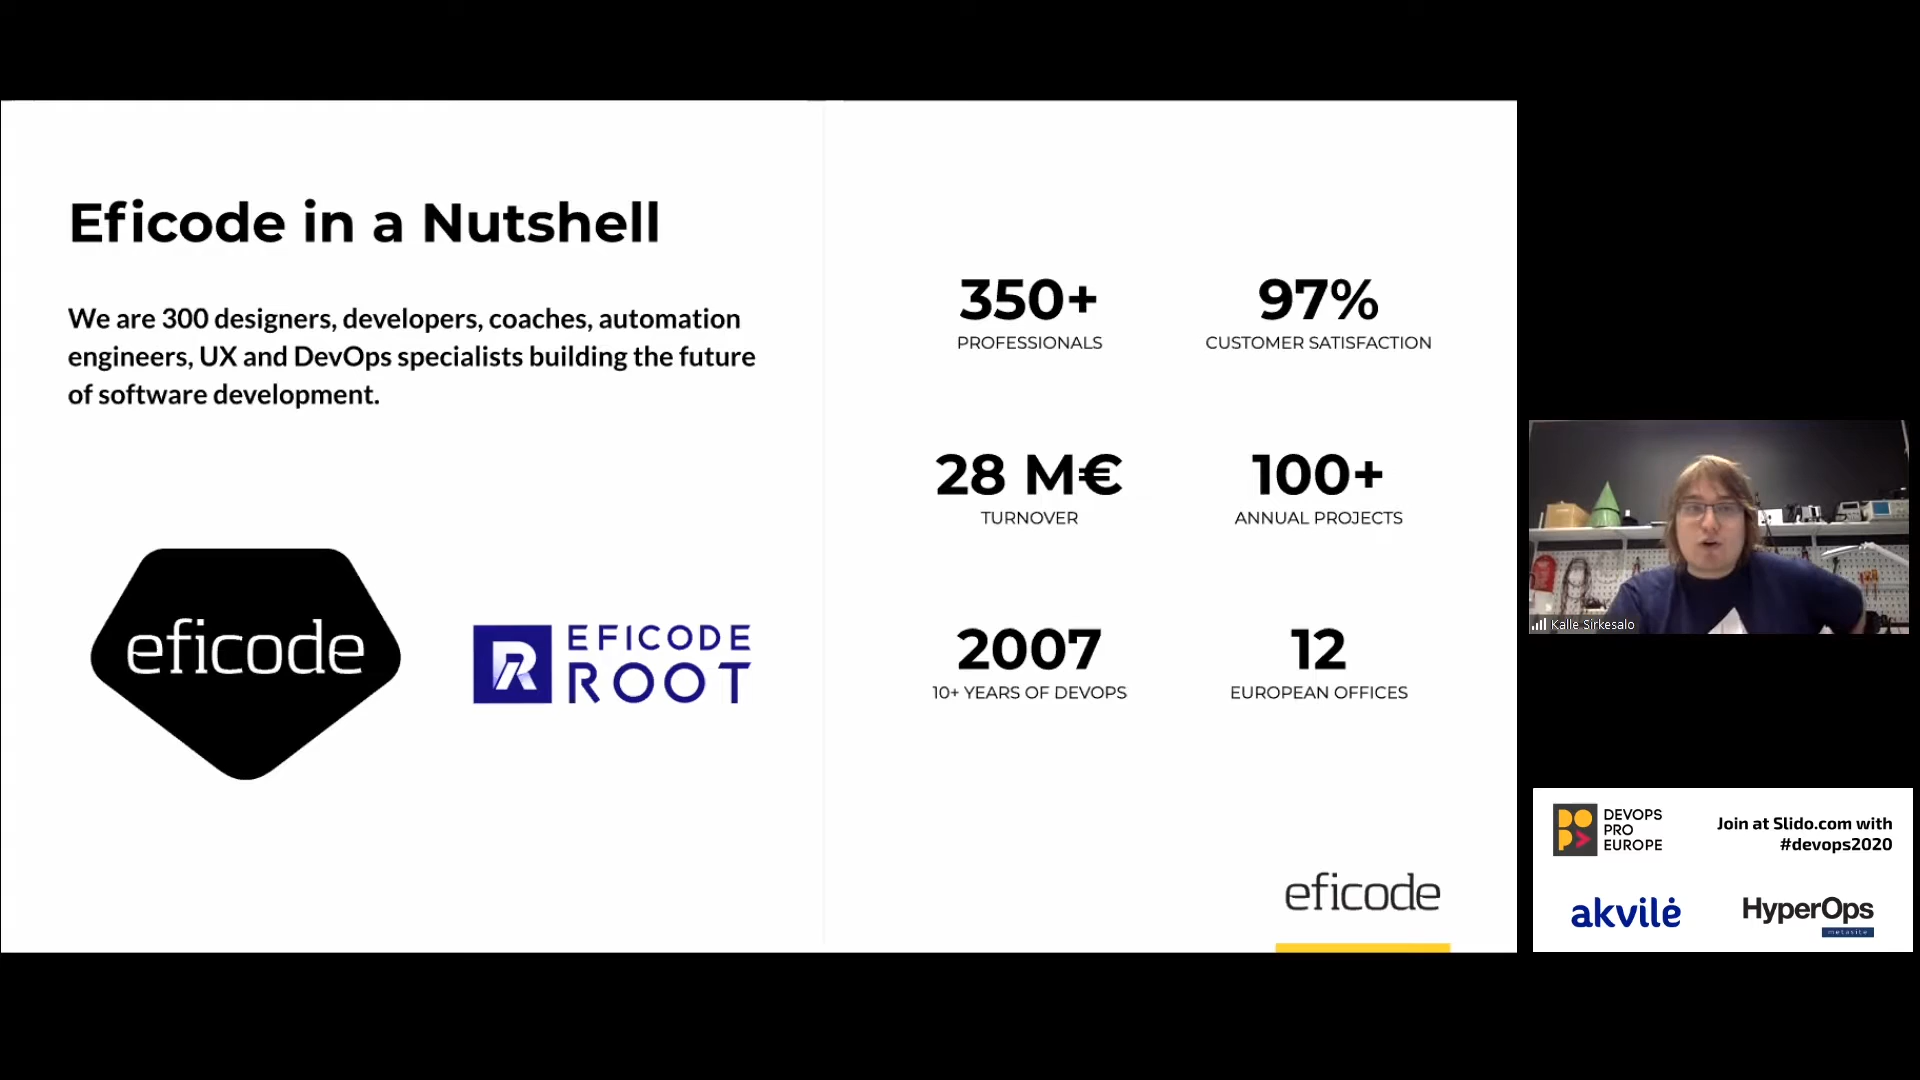 Eficode in a Nutshell
We are 300 designers, developers, coaches, automation
engineers, UX and DevOps specialists building the future
of software development.
eficode
R
EFICODE
ROOT
350+
PROFESSIONALS
97%
CUSTOMER SATISFACTION
28 M€
TURNOVER
100+
ANNUAL PROJECTS
2007
10+ YEARS OF DEVOPS
12
EUROPEAN OFFICES
eficode
Kalle Sirkesalo
DEVOPS
PRO
EUROPE
Join at Slido.com with
#devops2020
akvilė
HyperOps
metasite